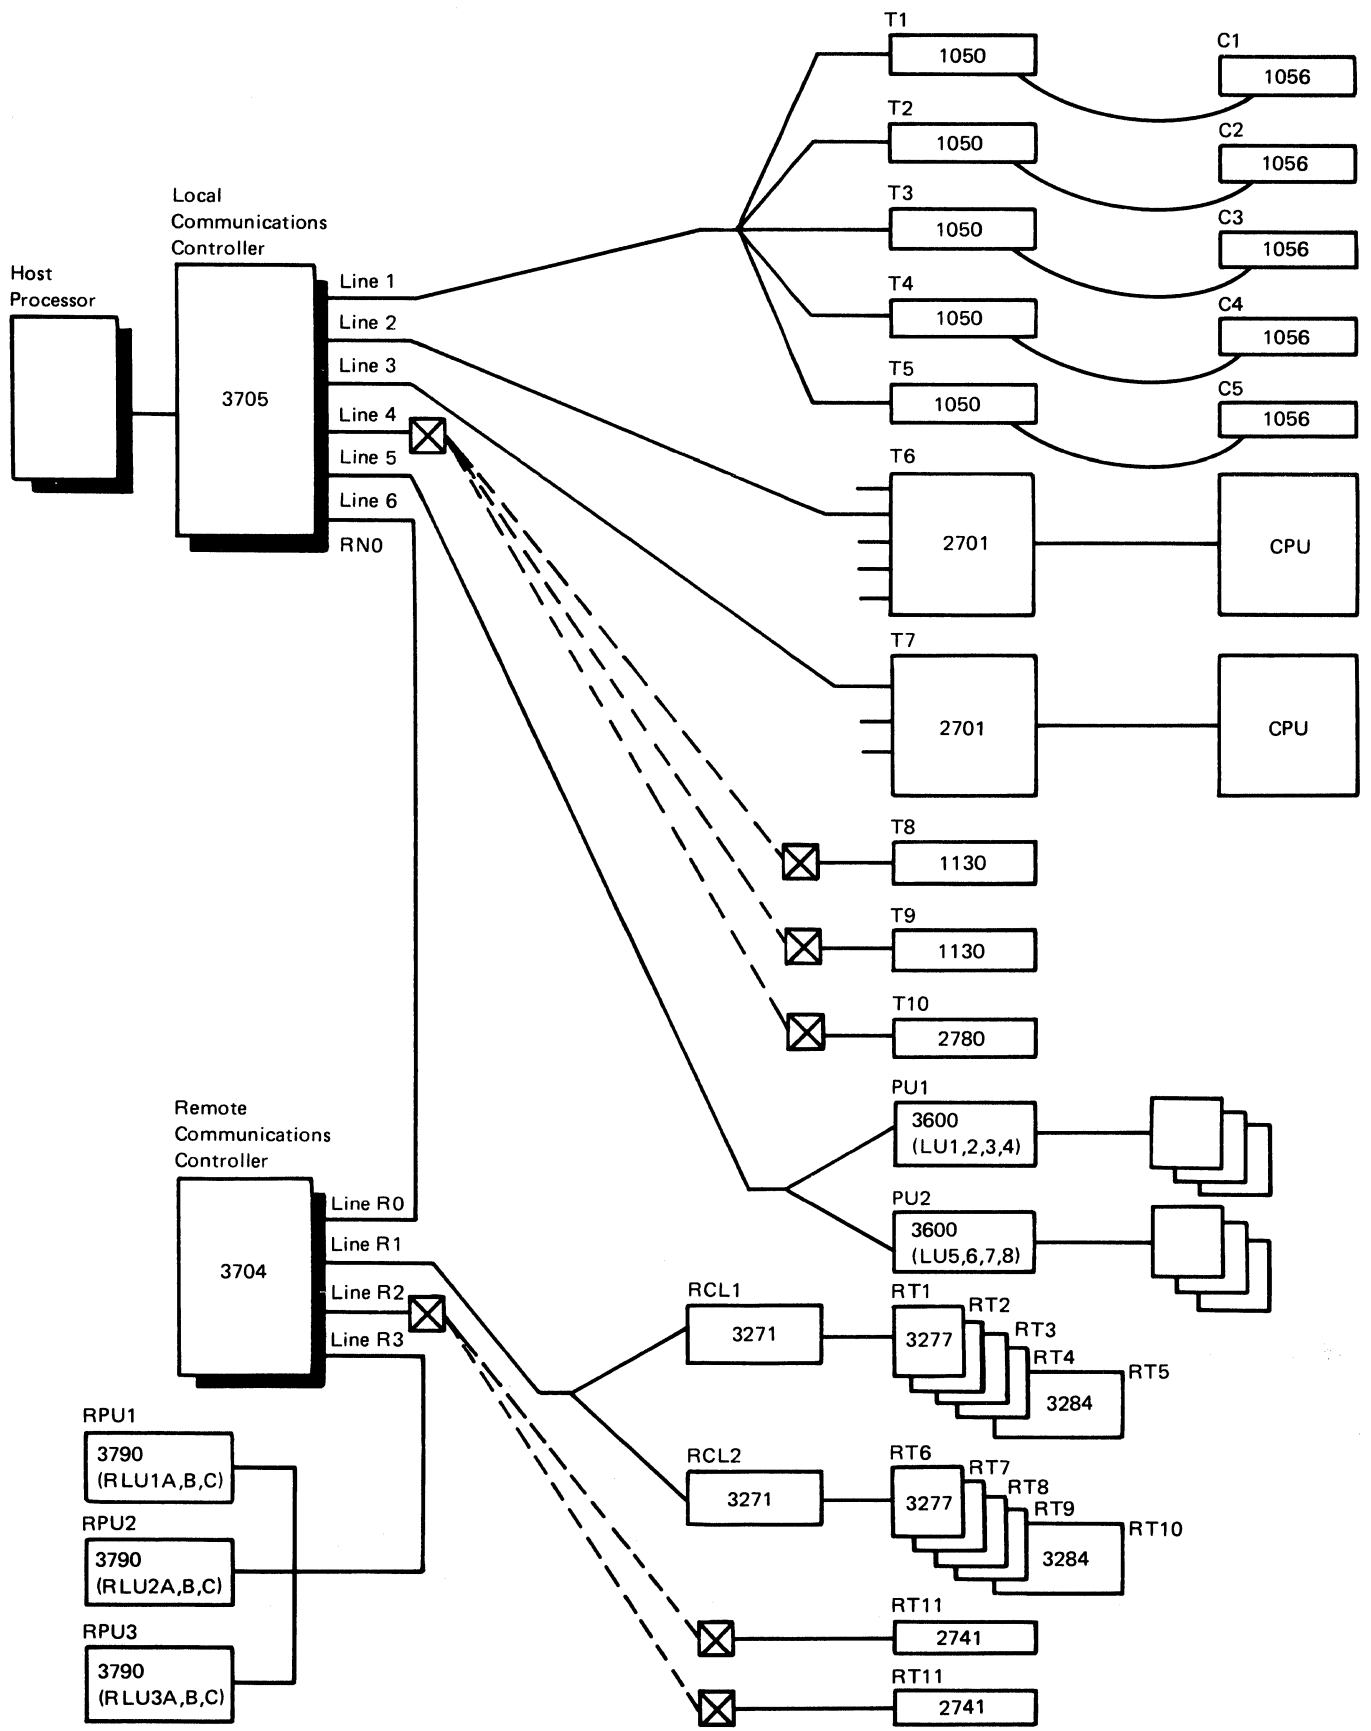 T1
1050
C1
1056
T2
1050
C2
1056
T3
1050
C3
1056
T4
1050
C4
1056
T5
1050
C5
1056
Local
Communications
Controller
Host
Processor
3705
Line 1
Line 2
Line 3
Line 4
Line 5
Line 6
RN0
T6
2701
CPU
T7
2701
CPU
T8
1130
T9
1130
T10
2780
PU1
3600
(LU1,2,3,4)
PU2
3600
(LU5,6,7,8)
Remote
Communications
Controller
3704
Line R0
Line R1
Line R2
Line R3
RCL1
3271
RT1
3277
RT2
RT3
RT4
RT5
3284
RCL2
3271
RT6
3277
RT7
RT8
RT9
RT10
3284
RPU1
3790
(RLU1A,B,C)
RPU2
3790
(RLU2A,B,C)
RPU3
3790
(RLU3A,B,C)
RT11
2741
RT11
2741